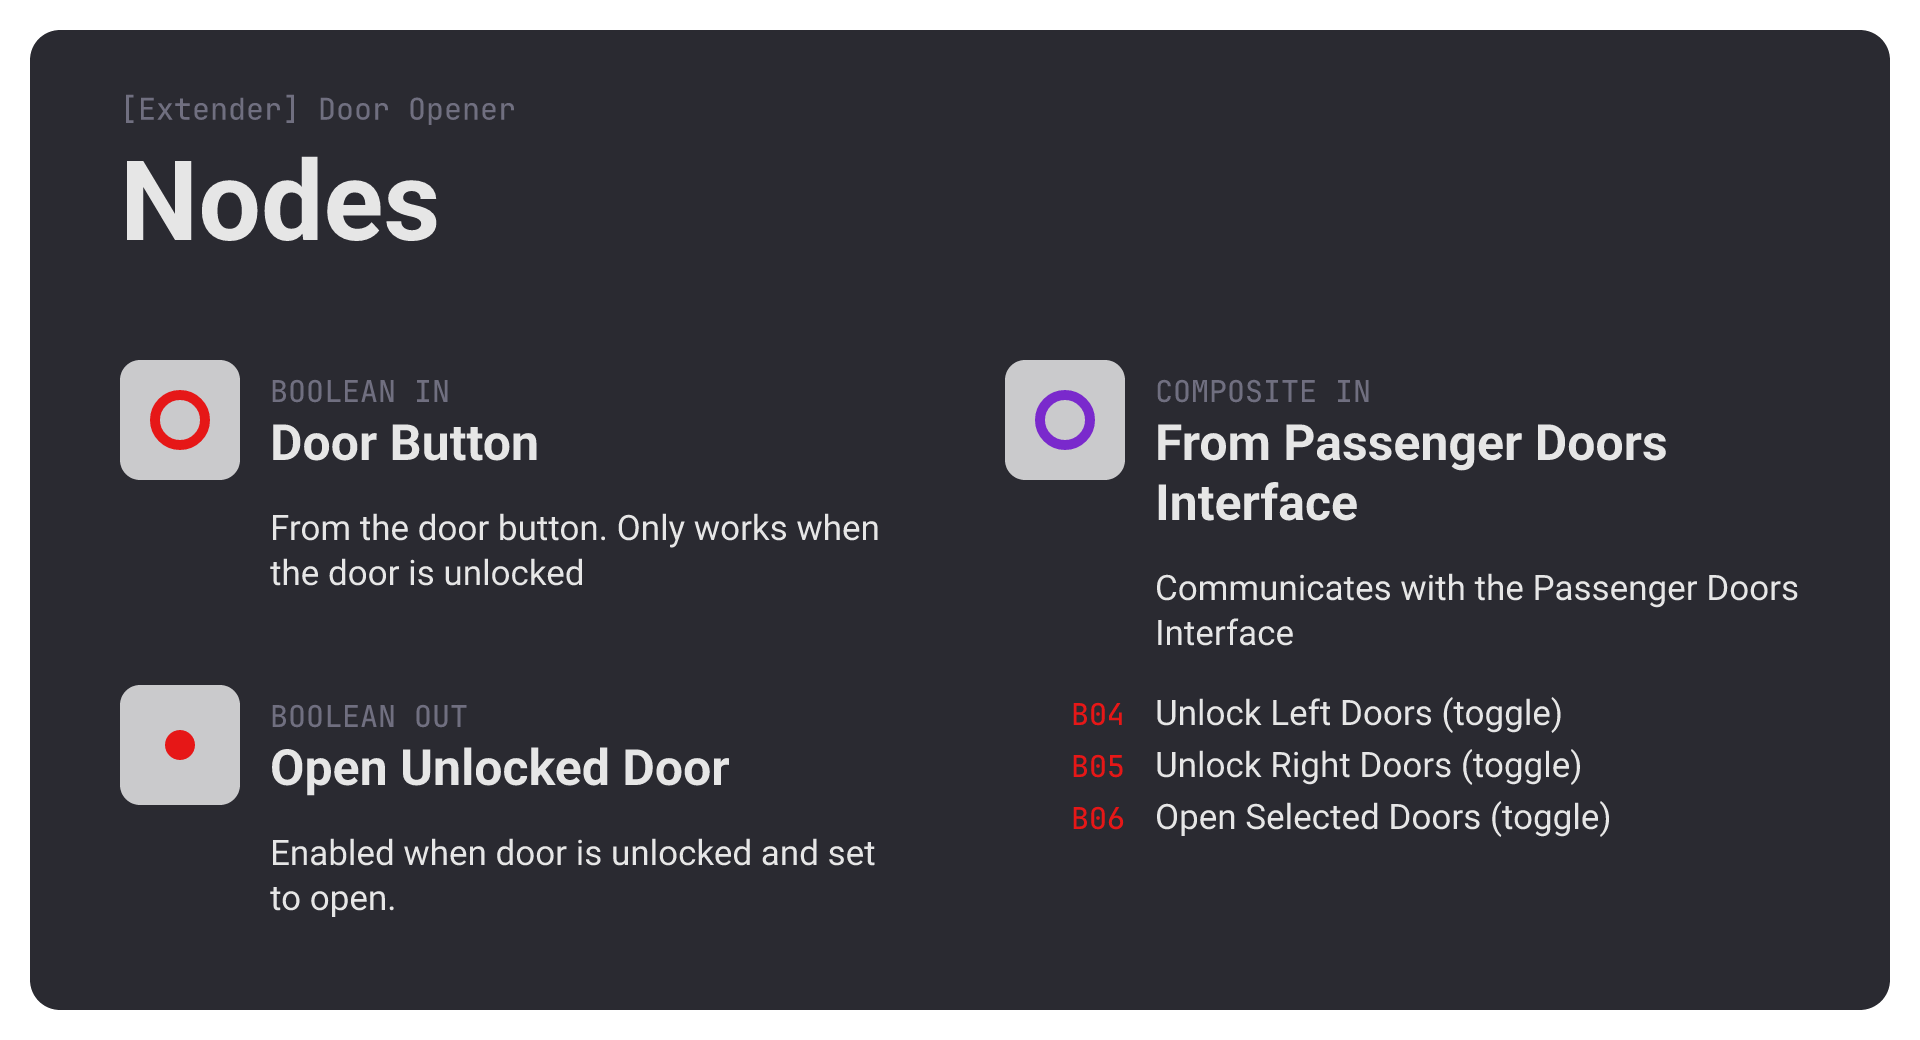 [Extender] Door Opener
Nodes
BOOLEAN IN
Door Button
From the door button. Only works when
the door is unlocked
BOOLEAN OUT
Open Unlocked Door
Enabled when door is unlocked and set
to open.
COMPOSITE IN
From Passenger Doors
Interface
Communicates with the Passenger Doors
Interface
B04 Unlock Left Doors (toggle)
B05 Unlock Right Doors (toggle)
B06 Open Selected Doors (toggle)